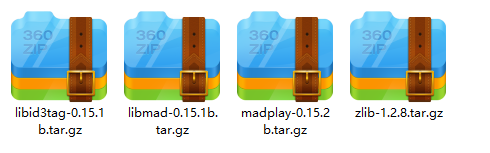 360
ZIP
360
ZIP
360
ZIP
360
ZIP
libid3tag-0.15.1
b.tar.gz
libmad-0.15.1b.
tar.gz
madplay-0.15.2
b.tar.gz
zlib-1.2.8.tar.gz